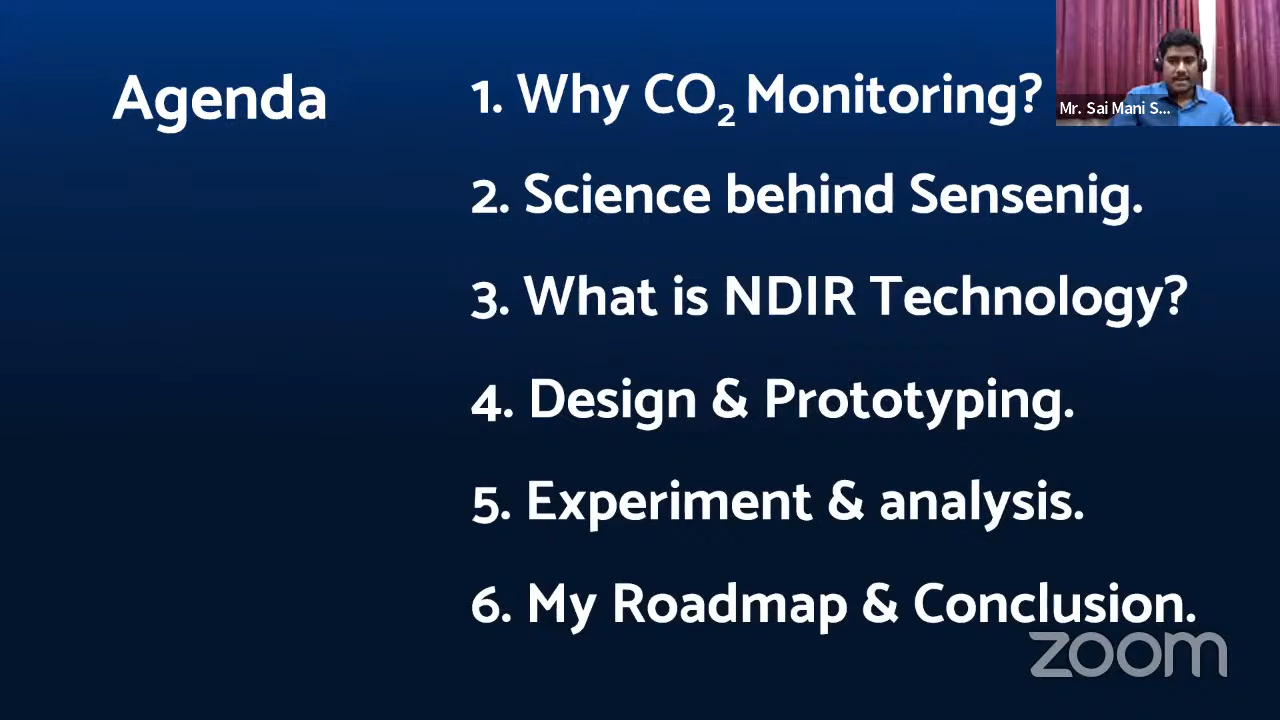 Agenda
1. Why CO₂ Monitoring?
2. Science behind Sensenig.
3. What is NDIR Technology?
4. Design & Prototyping.
5. Experiment & analysis.
6. My Roadmap & Conclusion.
Mr. Sai Mani S...
zoom